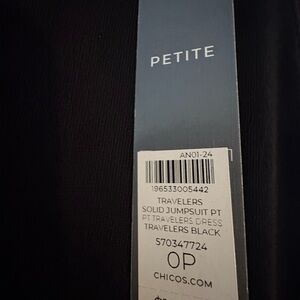 PETITE
AN01-24
196533005442
TRAVELERS
SOLID JUMPSUIT PT
PT TRAVELERS DRESS
TRAVELERS BLACK
570347724
0P
CHICOS.COM